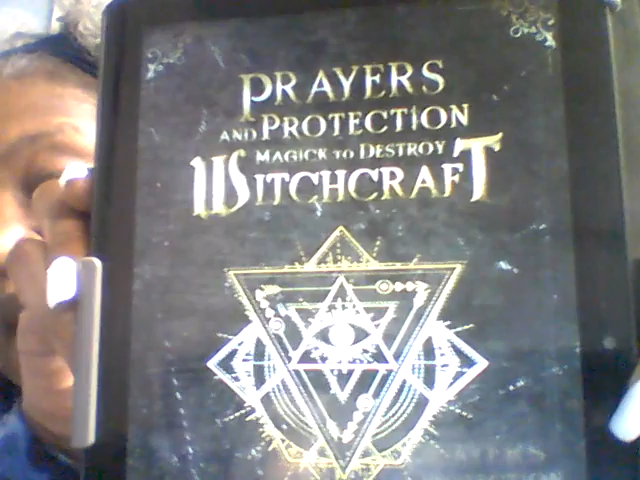 PRAYERS
AND PROTECTION
MAGICK TO DESTROY
WITCHCRAFT